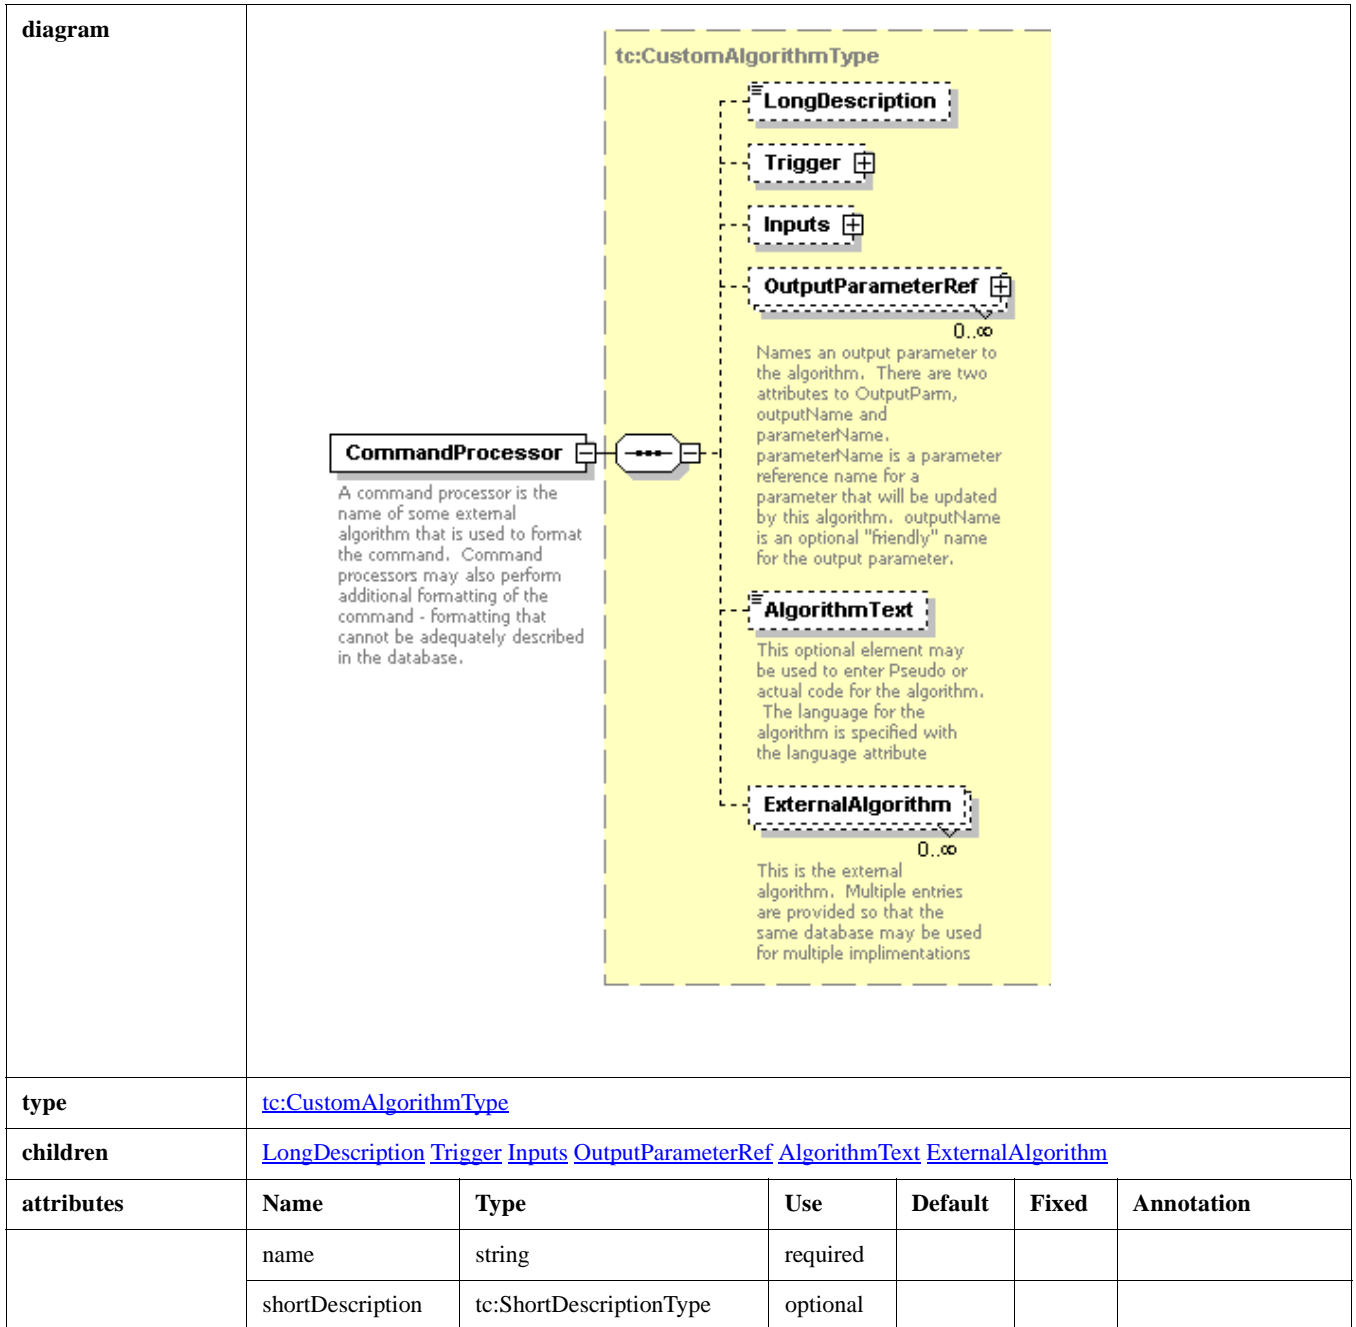 diagram
tc:CustomAlgorithmType
LongDescription
Trigger
Inputs
OutputParameterRef
0..∞
Names an output parameter to
the algorithm.  There are two
attributes to OutputParm,
outputName and
parameterName.
parameterName is a parameter
reference name for a
parameter that will be updated
by this algorithm.  outputName
is an optional "friendly" name
for the output parameter.
CommandProcessor
A command processor is the
name of some external
algorithm that is used to format
the command.  Command
processors may also perform
additional formatting of the
command - formatting that
cannot be adequately described
in the database.
AlgorithmText
This optional element may
be used to enter Pseudo or
actual code for the algorithm.
The language for the
algorithm is specified with
the language attribute
ExternalAlgorithm
0..∞
This is the external
algorithm.  Multiple entries
are provided so that the
same database may be used
for multiple implimentations
type tc:CustomAlgorithmType
children LongDescription Trigger Inputs OutputParameterRef AlgorithmText ExternalAlgorithm
attributes Name Type Use Default Fixed Annotation
name string required
shortDescription tc:ShortDescriptionType optional